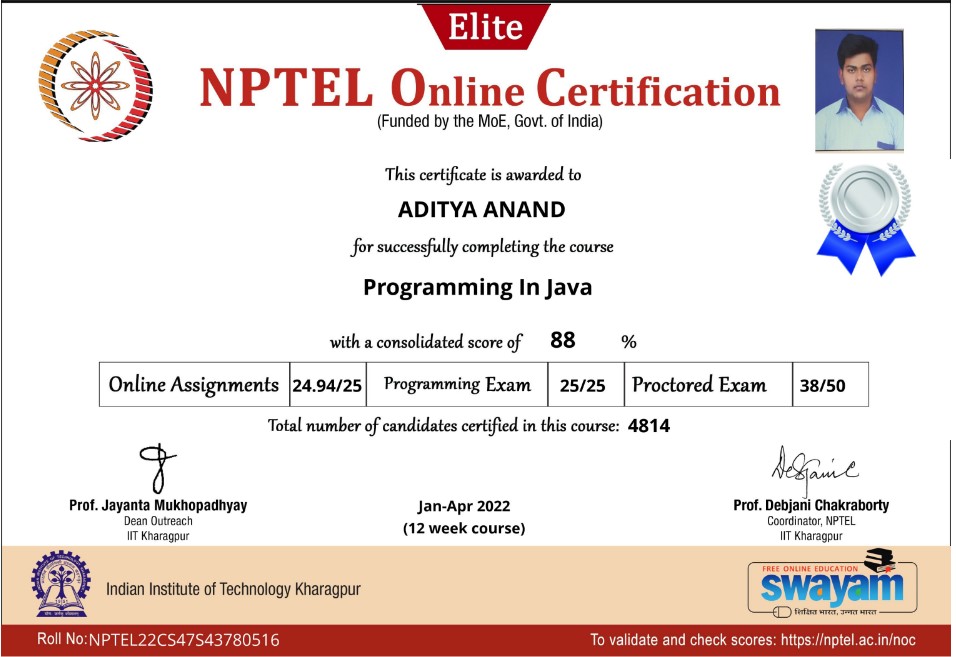 Elite
NPTEL Online Certification
(Funded by the MoE, Govt. of India)
This certificate is awarded to
ADITYA ANAND
for successfully completing the course
Programming In Java
with a consolidated score of 88 %
Online Assignments 24.94/25 Programming Exam 25/25 Proctored Exam 38/50
Total number of candidates certified in this course: 4814
Prof. Jayanta Mukhopadhyay
Dean Outreach
IIT Kharagpur
Jan-Apr 2022
(12 week course)
Prof. Debjani Chakraborty
Coordinator, NPTEL
IIT Kharagpur
Indian Institute of Technology Kharagpur
FREE ONLINE EDUCATION
swayam
शिक्षित भारत, उन्नत भारत
Roll No:NPTEL22CS47S43780516
To validate and check scores: https://nptel.ac.in/noc